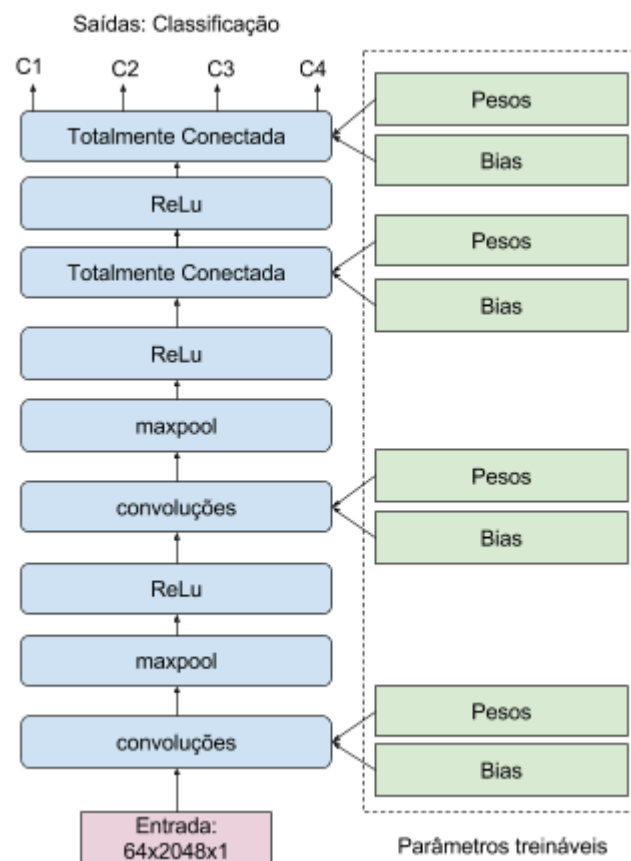 Saídas: Classificação
C1 C2 C3 C4
Totalmente Conectada
Pesos
Bias
ReLu
Totalmente Conectada
Pesos
Bias
ReLu
maxpool
convoluções
Pesos
Bias
ReLu
maxpool
convoluções
Pesos
Bias
Entrada:
64x2048x1
Parâmetros treináveis